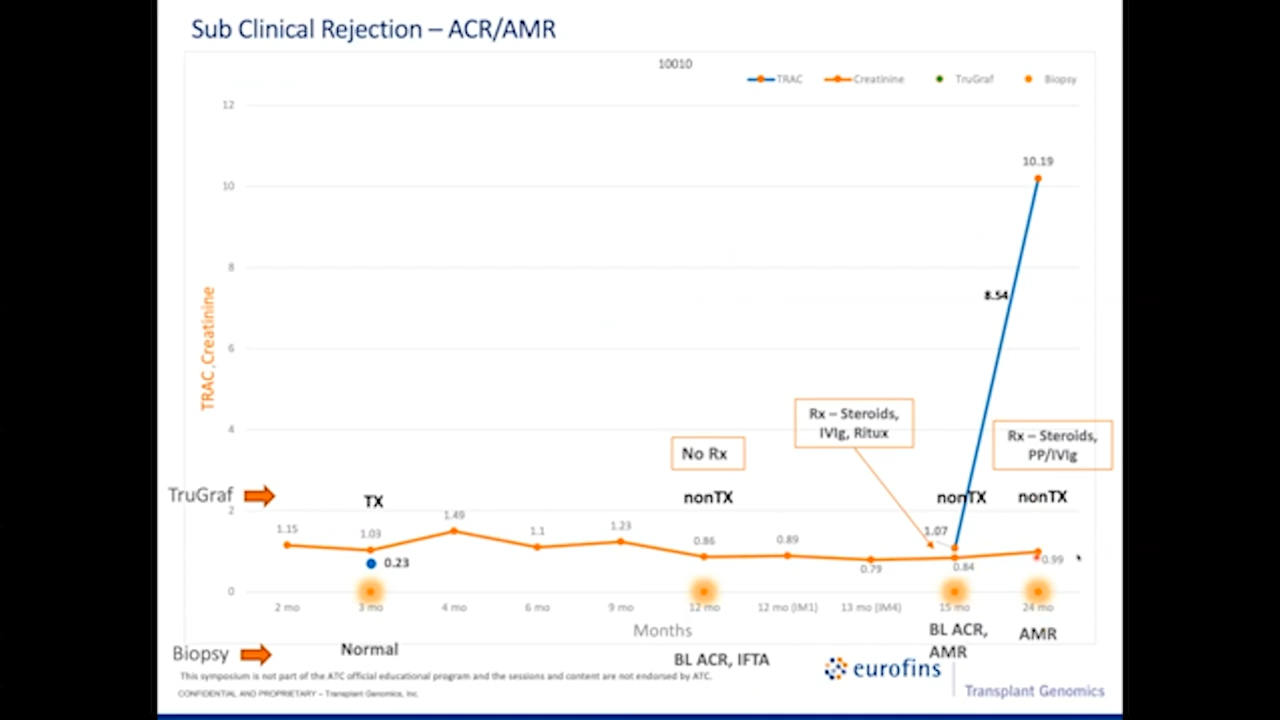 Sub Clinical Rejection – ACR/AMR
10010
TRAC
Creatinine
TruGraf
Biopsy
12
10
8
6
4
2
0
TRAC ,Creatinine
10.19
8.54
Rx – Steroids,
IVIg, Ritux
Rx – Steroids,
PP/IVIg
No Rx
TruGraf
TX
nonTX
nonTX
nonTX
1.15
1.03
1.49
1.1
1.23
0.86
0.89
0.79
1.07
0.84
0.99
0.23
2 mo
3 mo
4 mo
6 mo
9 mo
12 mo
12 mo (IM1)
13 mo (IM4)
15 mo
24 mo
Months
Biopsy
Normal
BL ACR, IFTA
BL ACR,
AMR
AMR
This symposium is not part of the ATC official educational program and the sessions and content are not endorsed by ATC.
CONFIDENTIAL AND PROPRIETARY – Transplant Genomics, Inc.
eurofins
Transplant Genomics